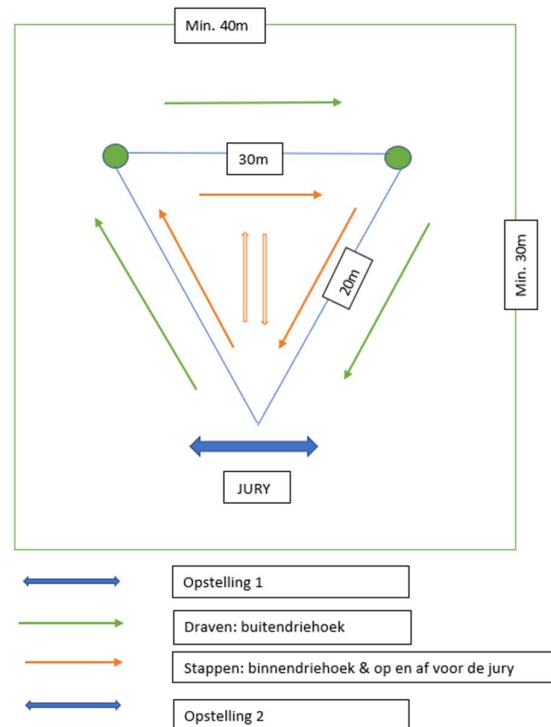 Min. 40m
30m
20m
Min. 30m
JURY
Opstelling 1
Draven: buitendriehoek
Stappen: binnendriehoek & op en af voor de jury
Opstelling 2